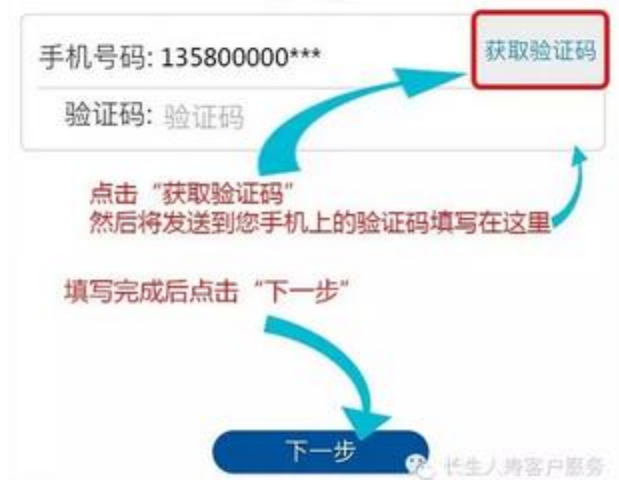 手机号码: 135800000***
获取验证码
验证码: 验证码
点击“获取验证码”
然后将发送到您手机上的验证码填写在这里
填写完成后点击“下一步”
下一步
长生人寿客户服务